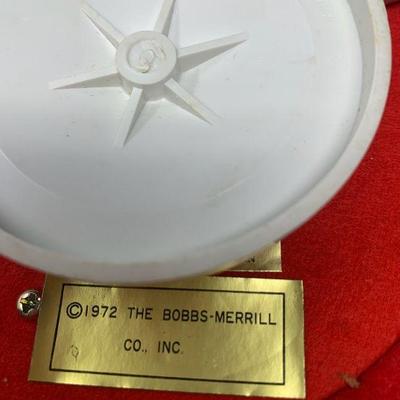 ©1972 THE BOBBS-MERRILL
CO., INC.